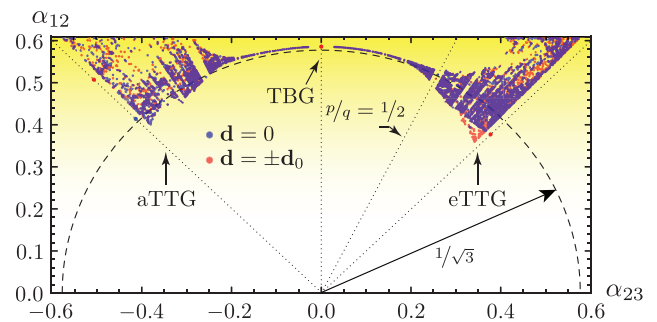 α₁₂
0.6
0.5
0.4
0.3
0.2
0.1
0.0
TBG
p/q = 1/2
d = 0
d = ±d₀
aTTG
eTTG
1/√3
−0.6 −0.4 −0.2 0.0 0.2 0.4 0.6
α₂₃